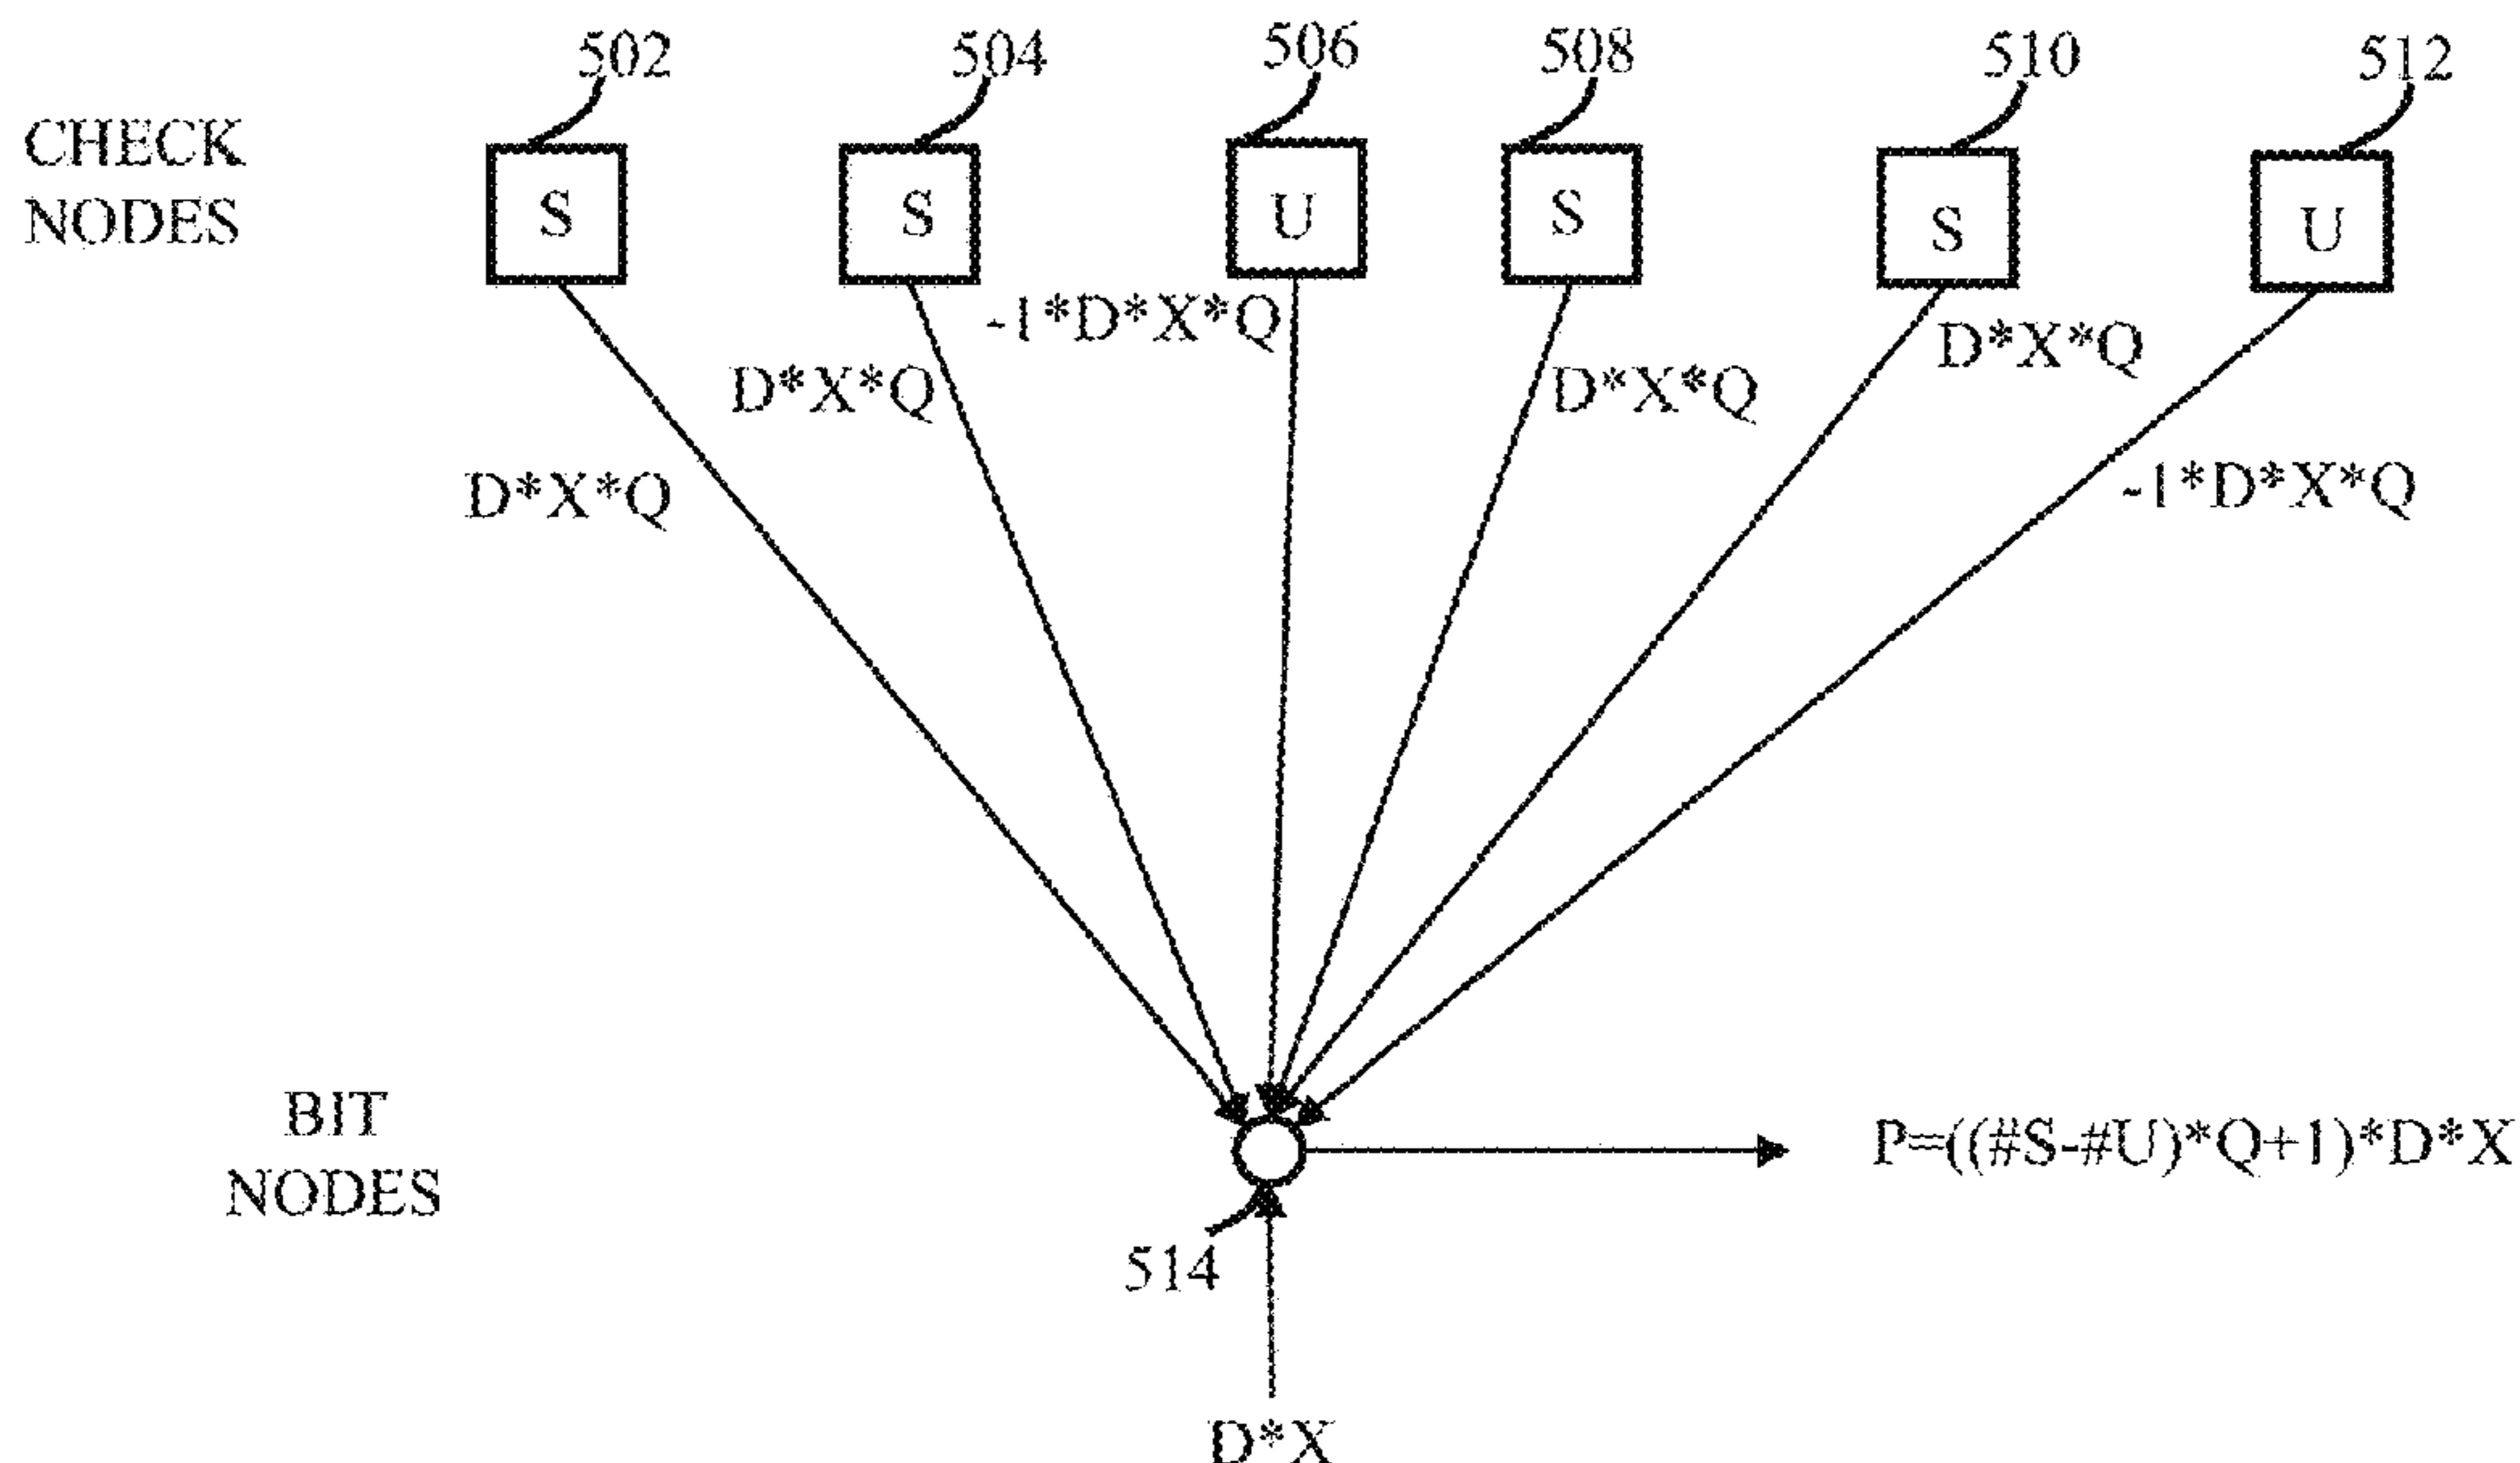 502 504 506 508 510 512
CHECK
NODES
S S U S S U
-1*D*X*Q
D*X*Q
D*X*Q
D*X*Q
D*X*Q
-1*D*X*Q
BIT
NODES
P=((#S-#U)*Q+1)*D*X
514
D*X